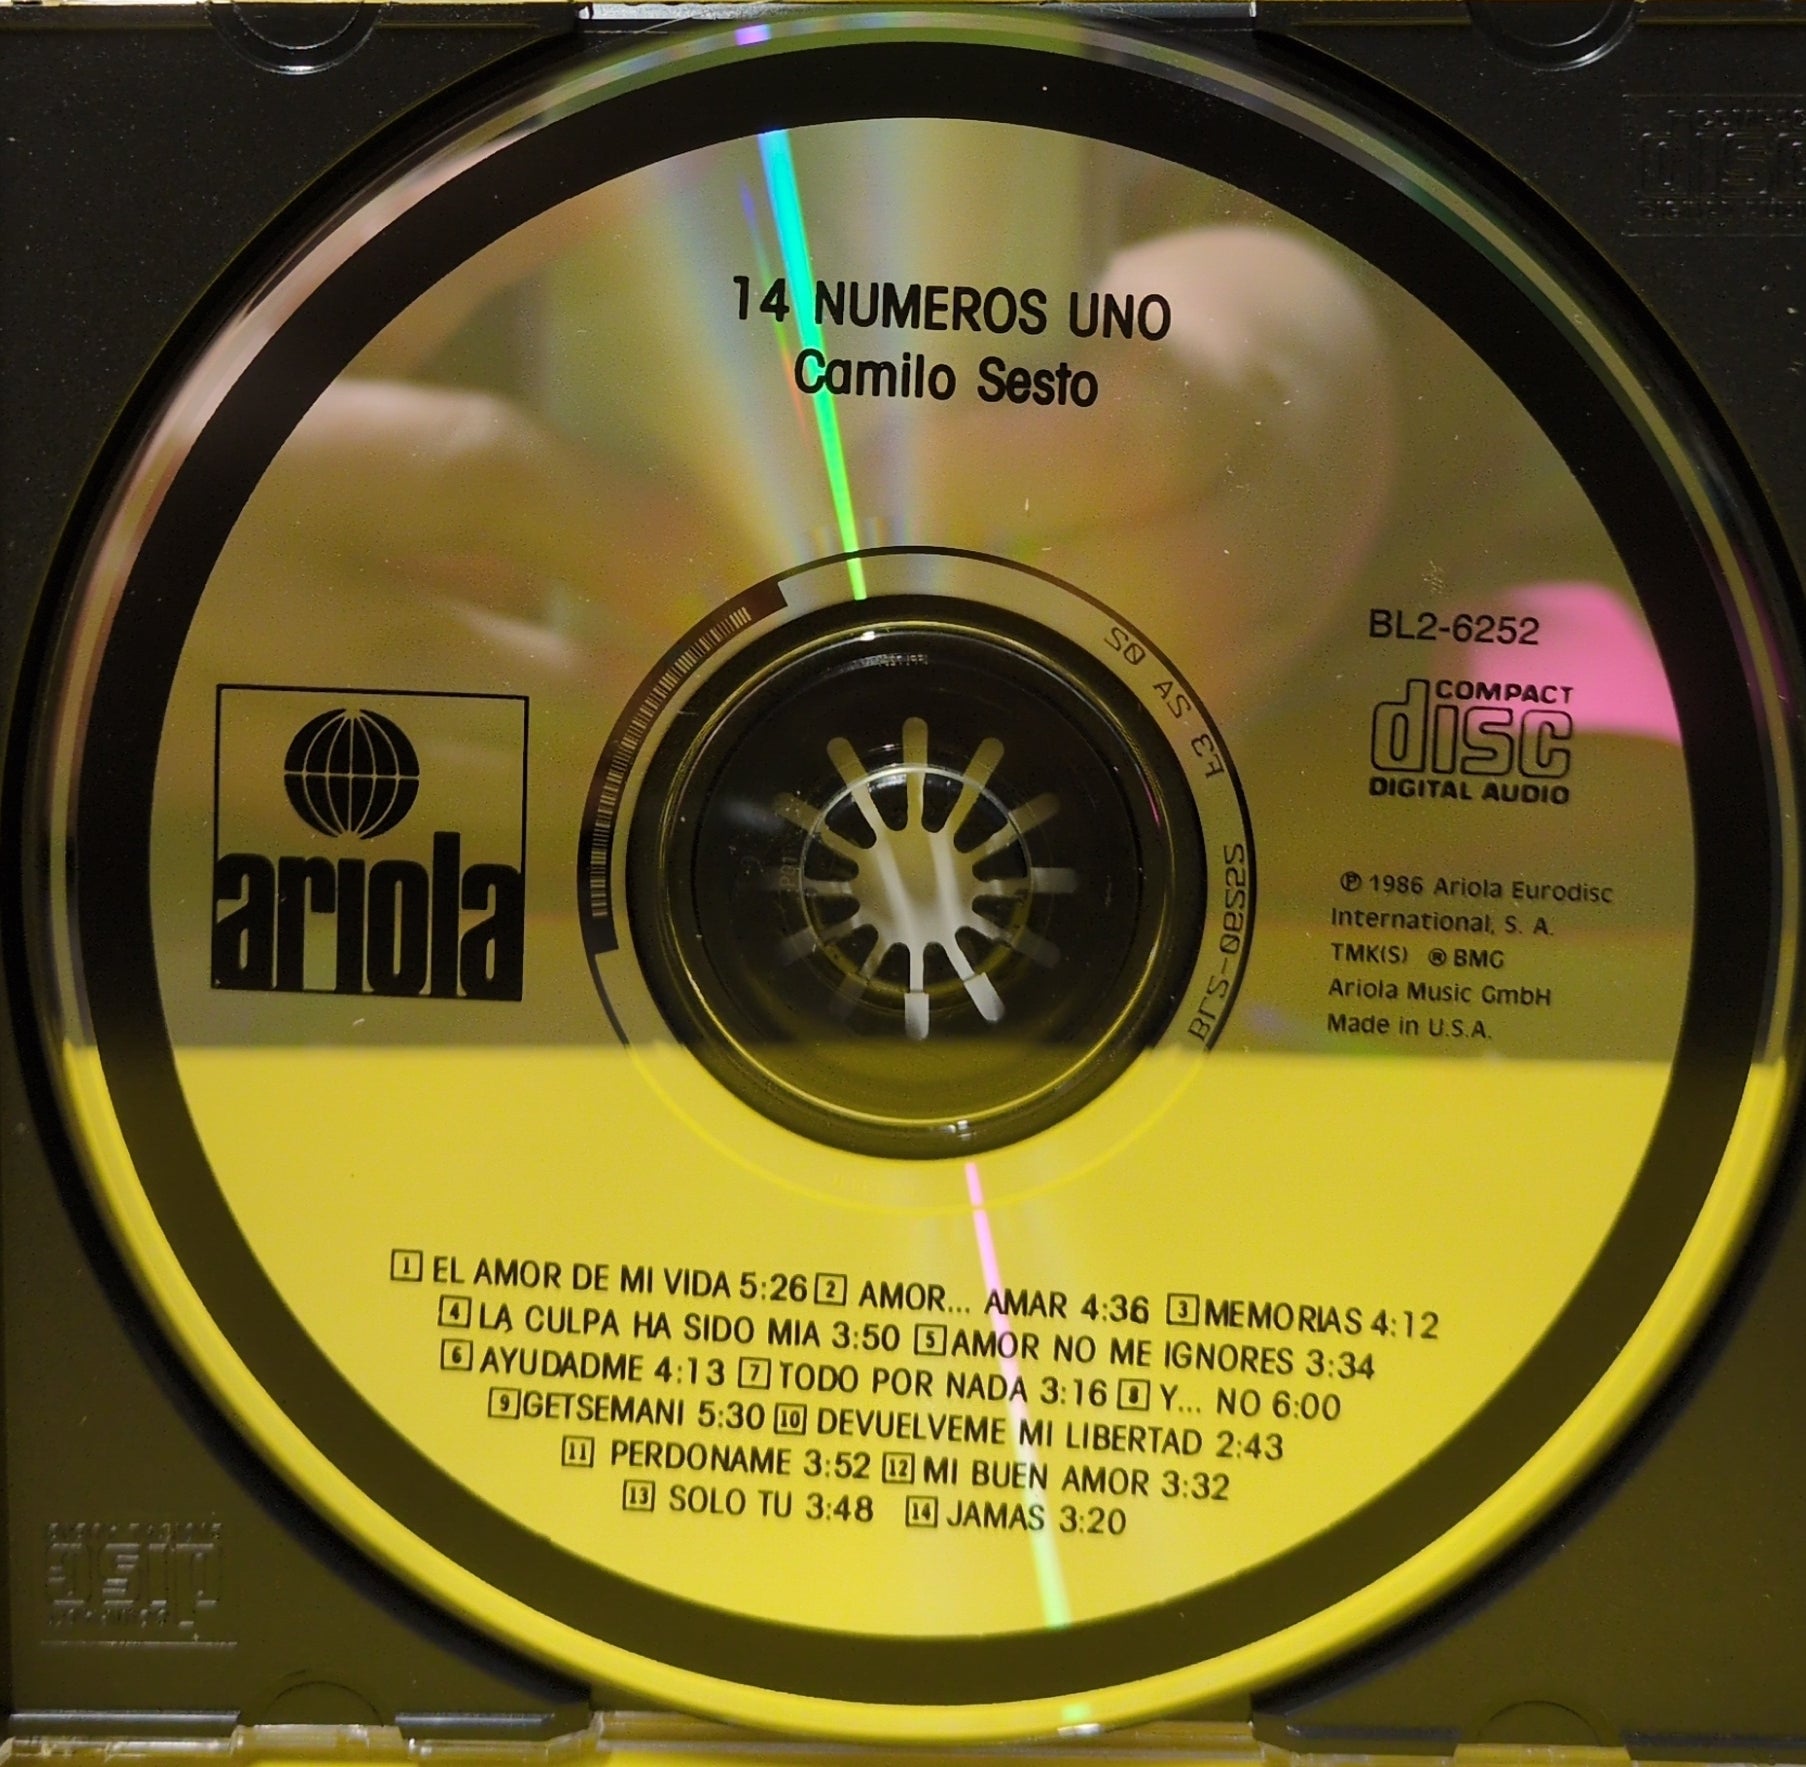 14 NUMEROS UNO
Camilo Sesto
BL2-6252
COMPACT
disc
DIGITAL AUDIO
ariola
℗ 1986 Ariola Eurodisc
International, S. A.
TMK(S) ® BMG
Ariola Music GmbH
Made in U.S.A.
1 EL AMOR DE MI VIDA 5:26 2 AMOR... AMAR 4:36 3 MEMORIAS 4:12
4 LA CULPA HA SIDO MIA 3:50 5 AMOR NO ME IGNORES 3:34
6 AYUDADME 4:13 7 TODO POR NADA 3:16 8 Y... NO 6:00
9 GETSEMANI 5:30 10 DEVUELVEME MI LIBERTAD 2:43
11 PERDONAME 3:52 12 MI BUEN AMOR 3:32
13 SOLO TU 3:48 14 JAMAS 3:20